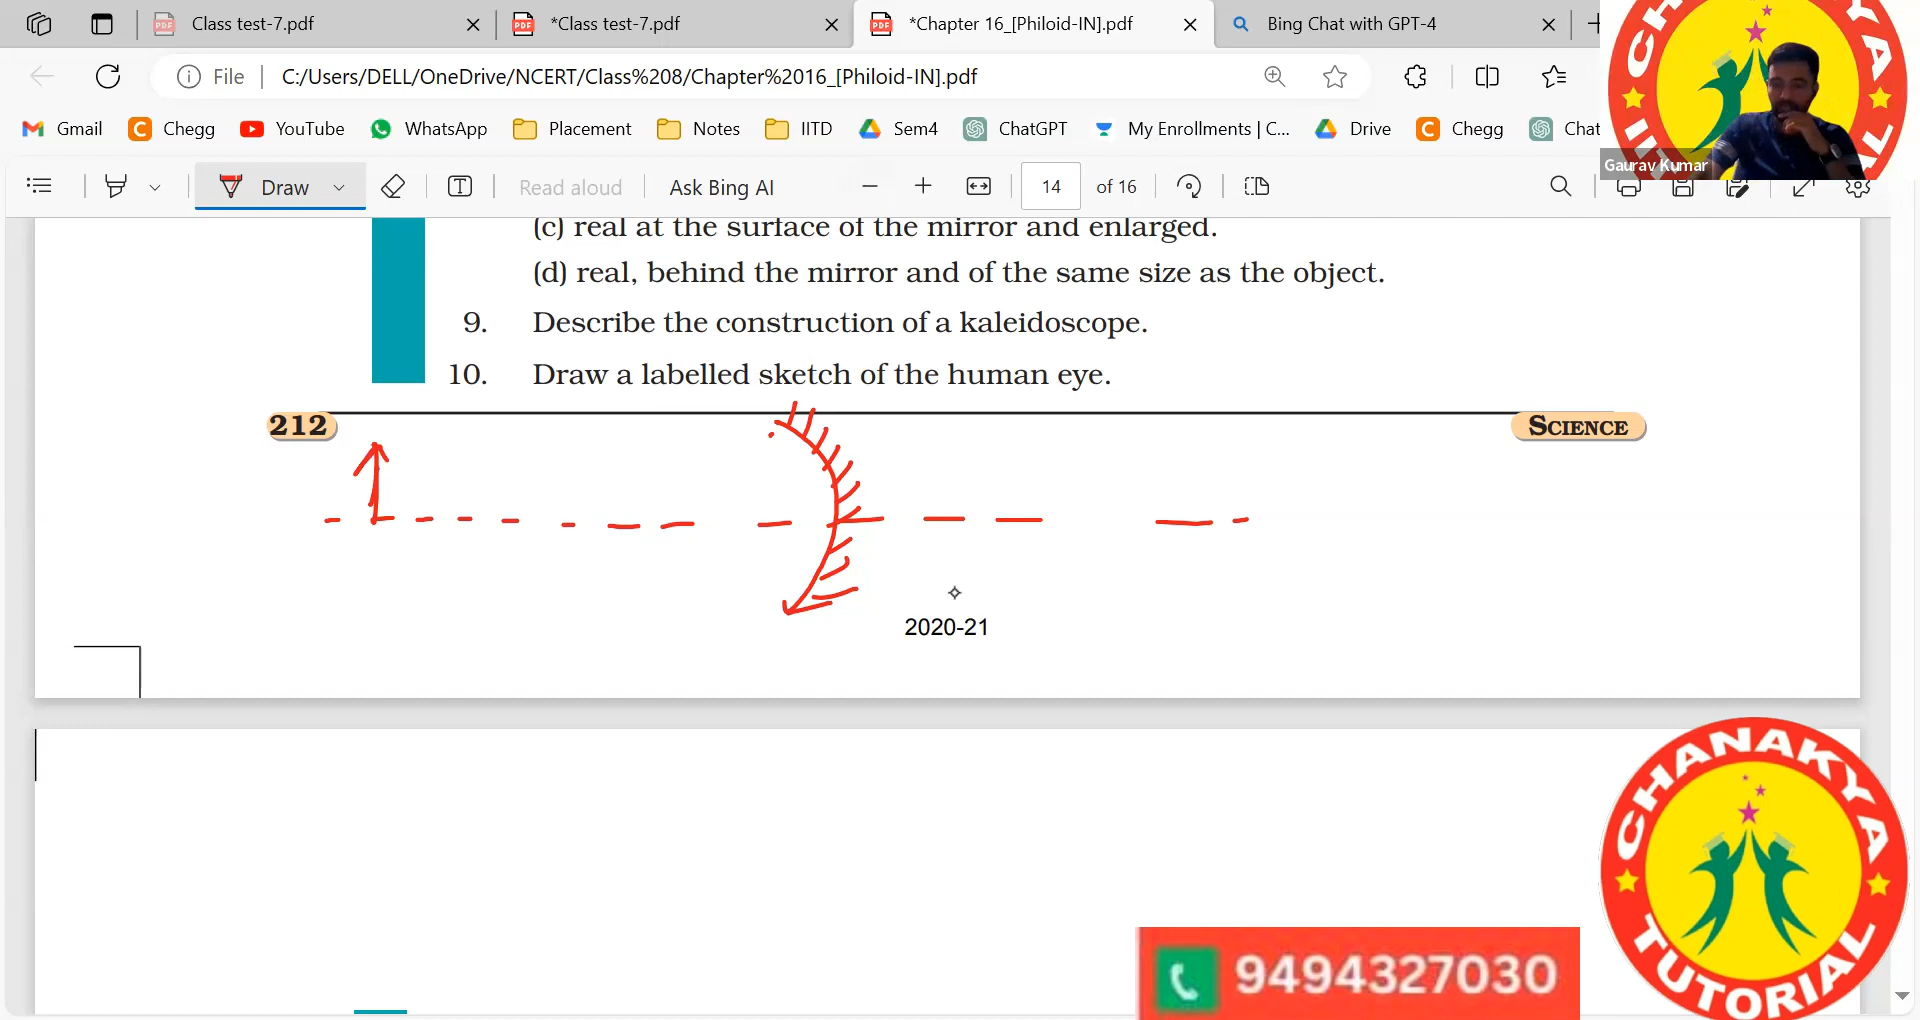 Class test-7.pdf
*Class test-7.pdf
*Chapter 16_[Philoid-IN].pdf
Bing Chat with GPT-4
File
C:/Users/DELL/OneDrive/NCERT/Class%208/Chapter%2016_[Philoid-IN].pdf
Gmail
Chegg
YouTube
WhatsApp
Placement
Notes
IITD
Sem4
ChatGPT
My Enrollments | C...
Drive
Chegg
Chat
Gaurav Kumar
Draw
Read aloud
Ask Bing AI
14 of 16
(c) real at the surface of the mirror and enlarged.
(d) real, behind the mirror and of the same size as the object.
9. Describe the construction of a kaleidoscope.
10. Draw a labelled sketch of the human eye.
212
SCIENCE
2020-21
CHANAKYA
TUTORIAL
9494327030